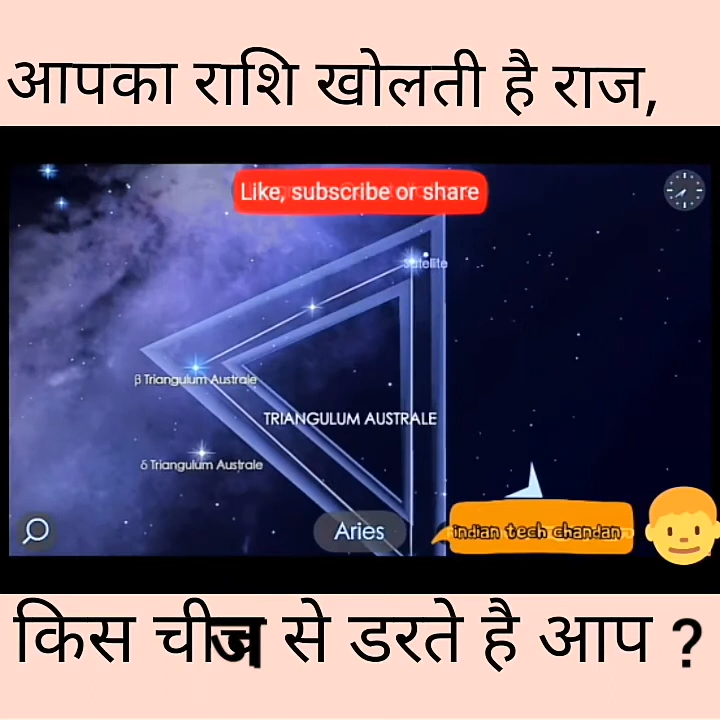 आपका राशि खोलती है राज,
Like, subscribe or share
Satellite
β Triangulum Australe
TRIANGULUM AUSTRALE
δ Triangulum Australe
Aries
indian tech chandan
किस चीज से डरते है आप ?